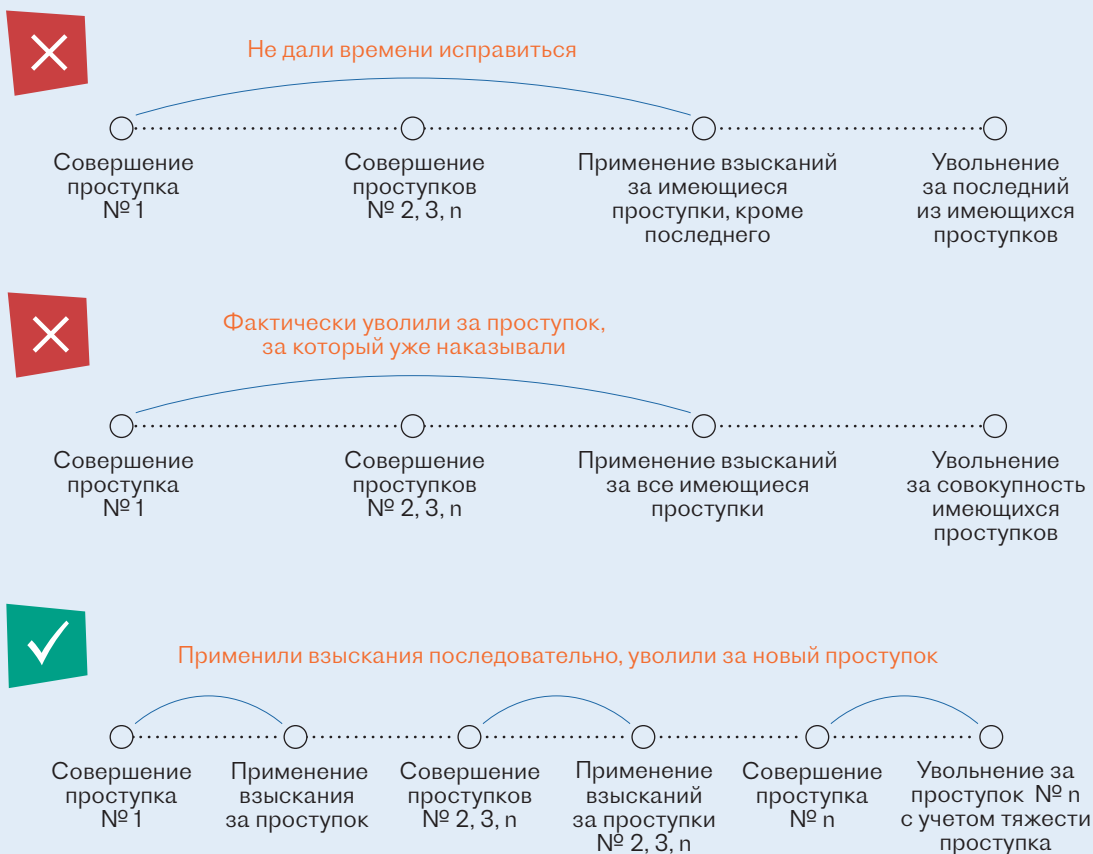 Не дали времени исправиться
Совершение
проступка
№ 1
Совершение
проступков
№ 2, 3, n
Применение взысканий
за имеющиеся
проступки, кроме
последнего
Увольнение
за последний
из имеющихся
проступков
Фактически уволили за проступок,
за который уже наказывали
Совершение
проступка
№ 1
Совершение
проступков
№ 2, 3, n
Применение взысканий
за все имеющиеся
проступки
Увольнение
за совокупность
имеющихся
проступков
Применили взыскания последовательно, уволили за новый проступок
Совершение
проступка
№ 1
Применение
взыскания
за проступок
Совершение
проступков
№ 2, 3, n
Применение
взысканий
за проступки
№ 2, 3, n
Совершение
проступка
№ n
Увольнение за
проступок № n
с учетом тяжести
проступка